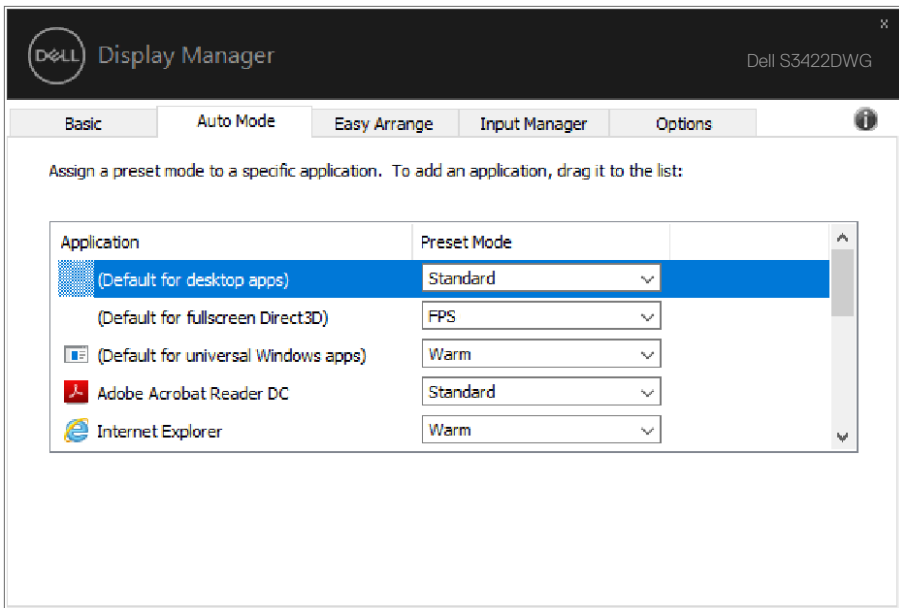 x
DELL Display Manager
Dell S3422DWG
Basic Auto Mode Easy Arrange Input Manager Options
Assign a preset mode to a specific application. To add an application, drag it to the list:
Application Preset Mode
(Default for desktop apps) Standard
(Default for fullscreen Direct3D) FPS
(Default for universal Windows apps) Warm
Adobe Acrobat Reader DC Standard
Internet Explorer Warm